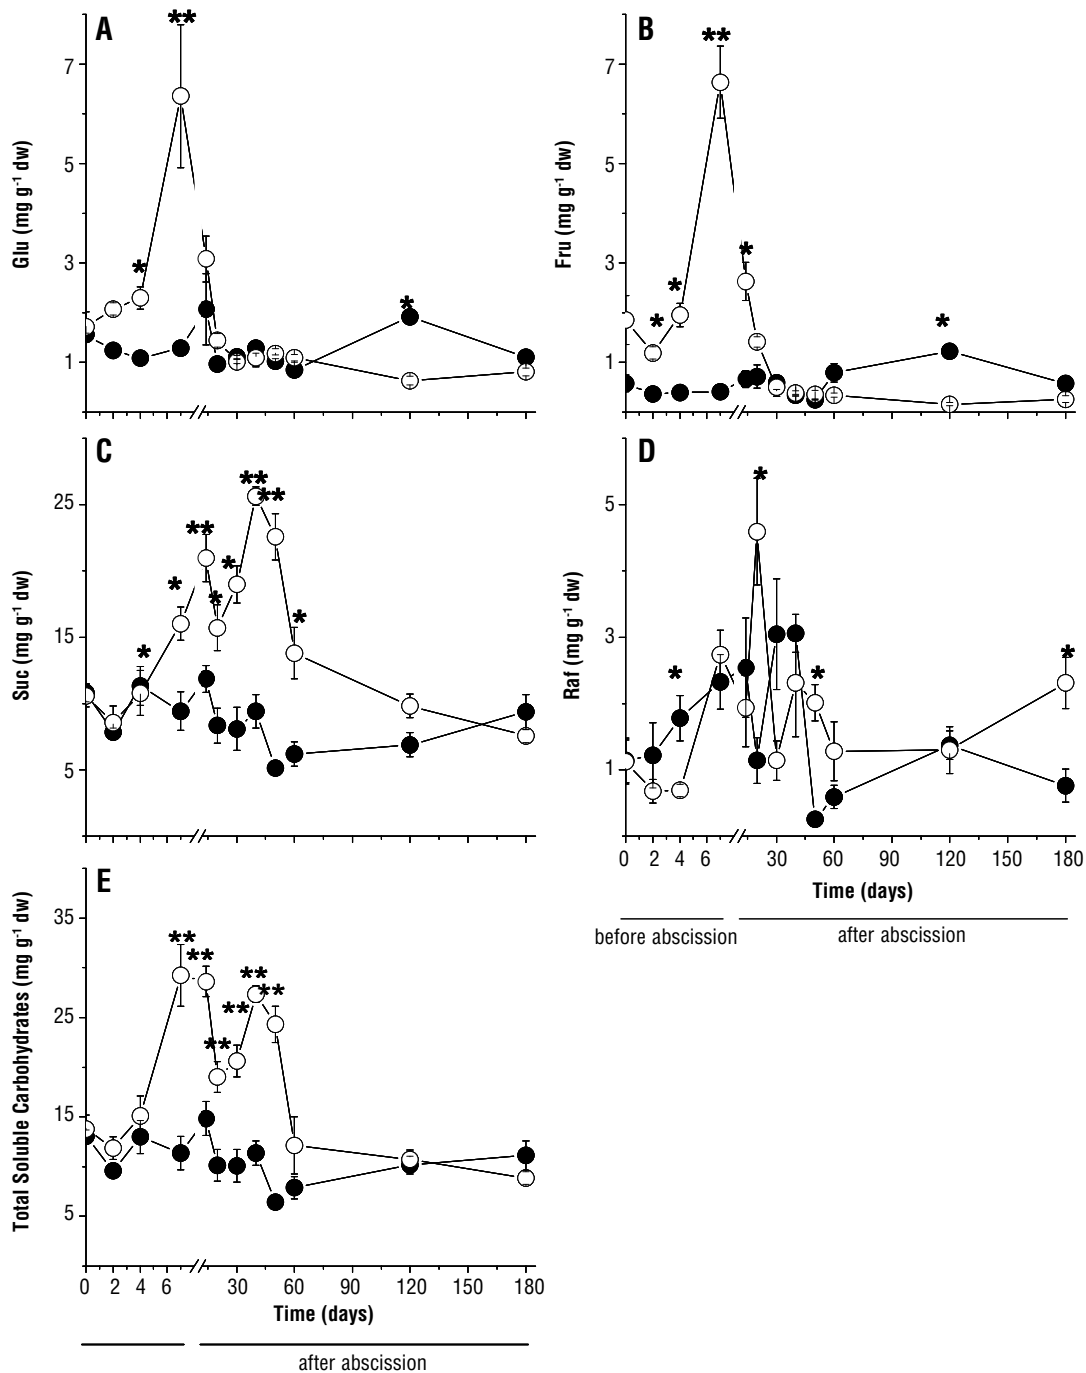 A
**
*
*
7
5
3
1
Glu (mg g-1 dw)
B
**
*
*
*
*
7
5
3
1
Fru (mg g-1 dw)
C
**
**
**
*
*
*
*
*
25
15
5
Suc (mg g-1 dw)
D
*
*
*
*
5
3
1
Raf (mg g-1 dw)
0 2 4 6 30 60 90 120 150 180
Time (days)
before abscission after abscission
E
**
**
**
**
**
**
35
25
15
5
Total Soluble Carbohydrates (mg g-1 dw)
0 2 4 6 30 60 90 120 150 180
Time (days)
after abscission